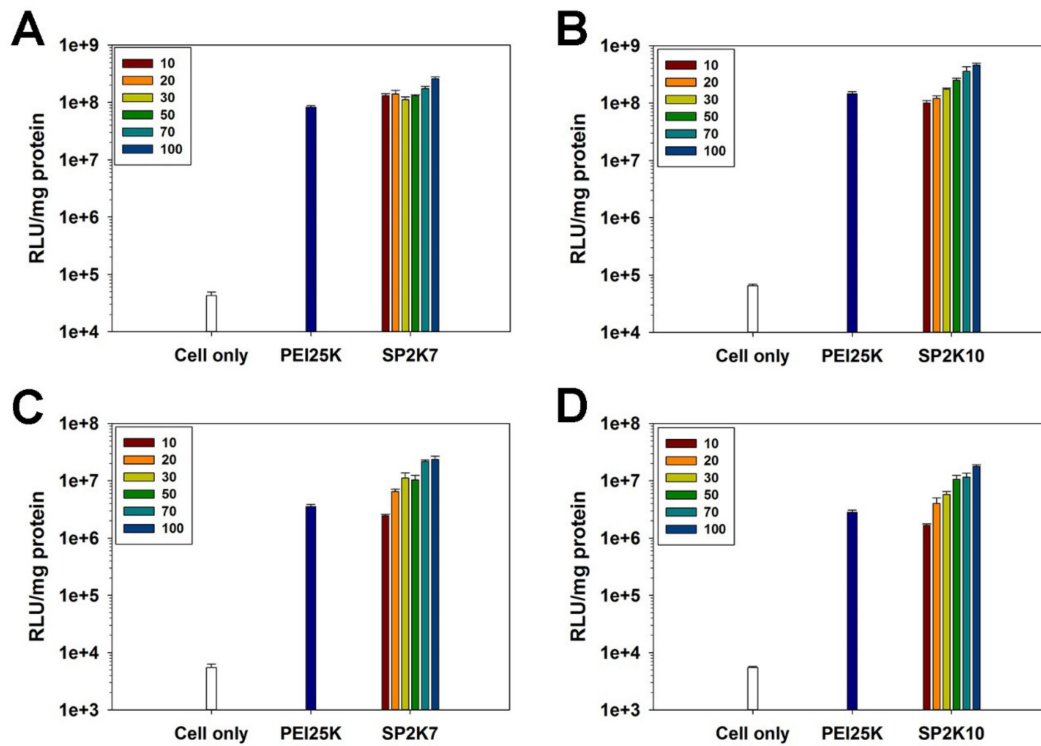 A
RLU/mg protein
1e+9
1e+8
1e+7
1e+6
1e+5
1e+4
10
20
30
50
70
100
Cell only PEI25K SP2K7
B
RLU/mg protein
1e+9
1e+8
1e+7
1e+6
1e+5
1e+4
10
20
30
50
70
100
Cell only PEI25K SP2K10
C
RLU/mg protein
1e+8
1e+7
1e+6
1e+5
1e+4
1e+3
10
20
30
50
70
100
Cell only PEI25K SP2K7
D
RLU/mg protein
1e+8
1e+7
1e+6
1e+5
1e+4
1e+3
10
20
30
50
70
100
Cell only PEI25K SP2K10